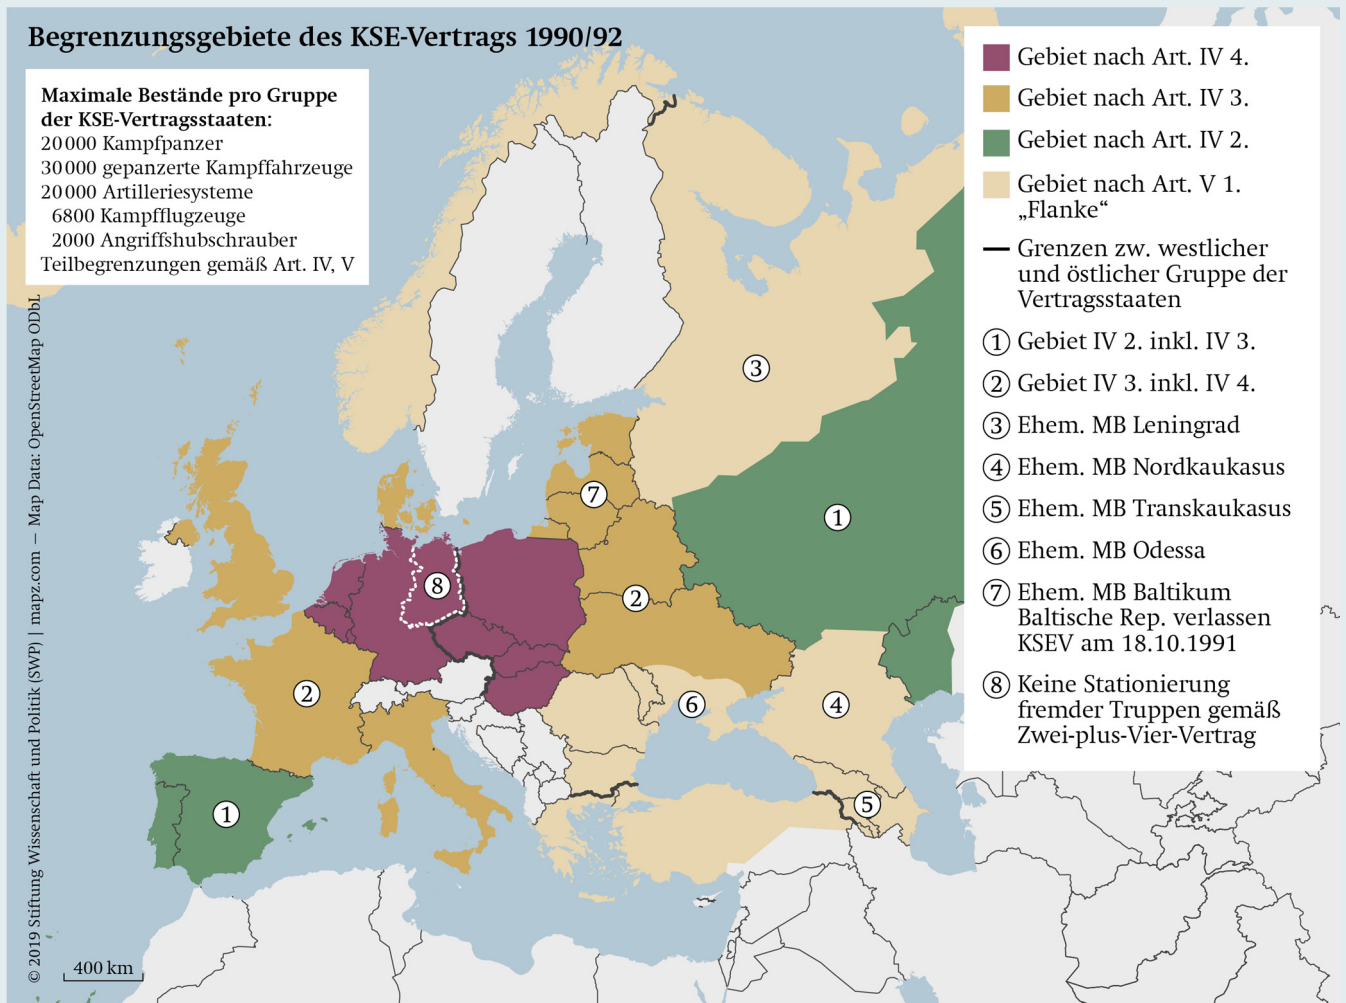 Begrenzungsgebiete des KSE-Vertrags 1990/92
Maximale Bestände pro Gruppe
der KSE-Vertragsstaaten:
20000 Kampfpanzer
30000 gepanzerte Kampffahrzeuge
20000 Artilleriesysteme
6800 Kampfflugzeuge
2000 Angriffshubschrauber
Teilbegrenzungen gemäß Art. IV, V
Gebiet nach Art. IV 4.
Gebiet nach Art. IV 3.
Gebiet nach Art. IV 2.
Gebiet nach Art. V 1.
„Flanke“
Grenzen zw. westlicher
und östlicher Gruppe der
Vertragsstaaten
1 Gebiet IV 2. inkl. IV 3.
2 Gebiet IV 3. inkl. IV 4.
3 Ehem. MB Leningrad
4 Ehem. MB Nordkaukasus
5 Ehem. MB Transkaukasus
6 Ehem. MB Odessa
7 Ehem. MB Baltikum
Baltische Rep. verlassen
KSEV am 18.10.1991
8 Keine Stationierung
fremder Truppen gemäß
Zwei-plus-Vier-Vertrag
3
7
1
8
2
2
6
4
5
1
400 km
© 2019 Stiftung Wissenschaft und Politik (SWP) | mapz.com — Map Data: OpenStreetMap ODbL